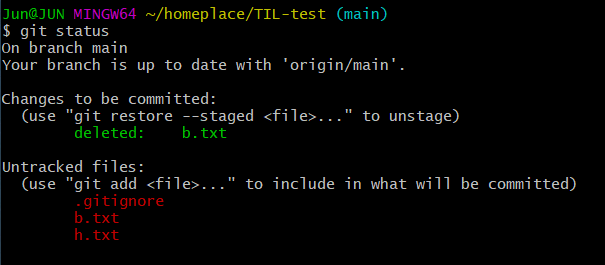 Jun@JUN MINGW64 ~/homeplace/TIL-test (main)
$ git status
On branch main
Your branch is up to date with 'origin/main'.

Changes to be committed:
  (use "git restore --staged <file>..." to unstage)
        deleted:    b.txt

Untracked files:
  (use "git add <file>..." to include in what will be committed)
        .gitignore
        b.txt
        h.txt